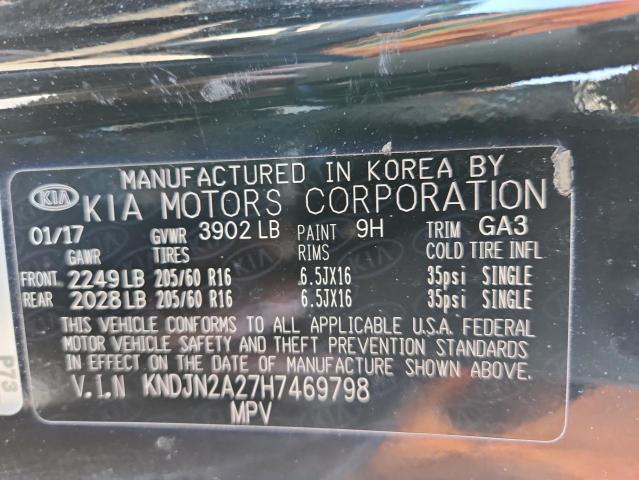 MANUFACTURED IN KOREA BY
KIA KIA MOTORS CORPORATION
01/17 GVWR 3902 LB PAINT 9H TRIM GA3
GAWR TIRES RIMS COLD TIRE INFL
FRONT 2249 LB 205/60 R16 6.5JX16 35psi SINGLE
REAR 2028 LB 205/60 R16 6.5JX16 35psi SINGLE
THIS VEHICLE CONFORMS TO ALL APPLICABLE U.S.A. FEDERAL
MOTOR VEHICLE SAFETY AND THEFT PREVENTION STANDARDS
IN EFFECT ON THE DATE OF MANUFACTURE SHOWN ABOVE
V.I.N KNDJN2A27H7469798
MPV